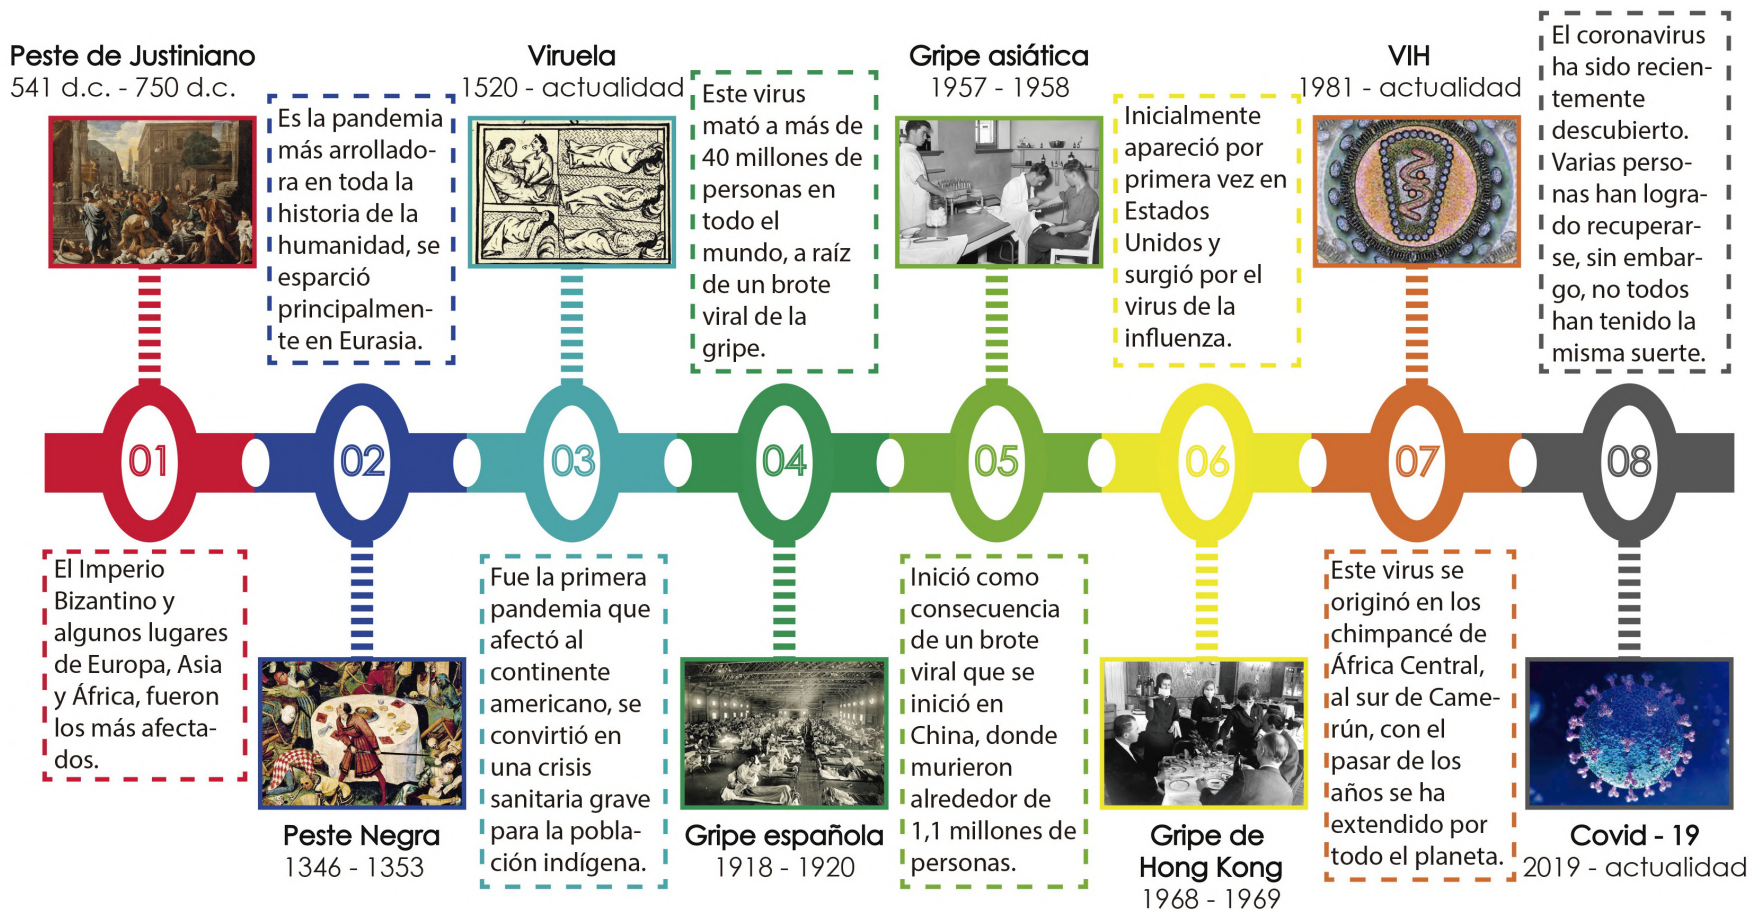 Peste de Justiniano
541 d.c. - 750 d.c.
01
El Imperio
Bizantino y
algunos lugares
de Europa, Asia
y África, fueron
los más afecta-
dos.
Es la pandemia
más arrollado-
ra en toda la
historia de la
humanidad, se
esparció
principalmen-
te en Eurasia.
02
Peste Negra
1346 - 1353
Viruela
1520 - actualidad
03
Fue la primera
pandemia que
afectó al
continente
americano, se
convirtió en
una crisis
sanitaria grave
para la pobla-
ción indígena.
Este virus
mató a más de
40 millones de
personas en
todo el
mundo, a raíz
de un brote
viral de la
gripe.
04
Gripe española
1918 - 1920
Gripe asiática
1957 - 1958
05
Inició como
consecuencia
de un brote
viral que se
inició en
China, donde
murieron
alrededor de
1,1 millones de
personas.
Inicialmente
apareció por
primera vez en
Estados
Unidos y
surgió por el
virus de la
influenza.
06
Gripe de
Hong Kong
1968 - 1969
VIH
1981 - actualidad
07
Este virus se
originó en los
chimpancé de
África Central,
al sur de Came-
rún, con el
pasar de los
años se ha
extendido por
todo el planeta.
El coronavirus
ha sido recien-
temente
descubierto.
Varias perso-
nas han logra-
do recuperar-
se, sin embar-
go, no todos
han tenido la
misma suerte.
08
Covid - 19
2019 - actualidad